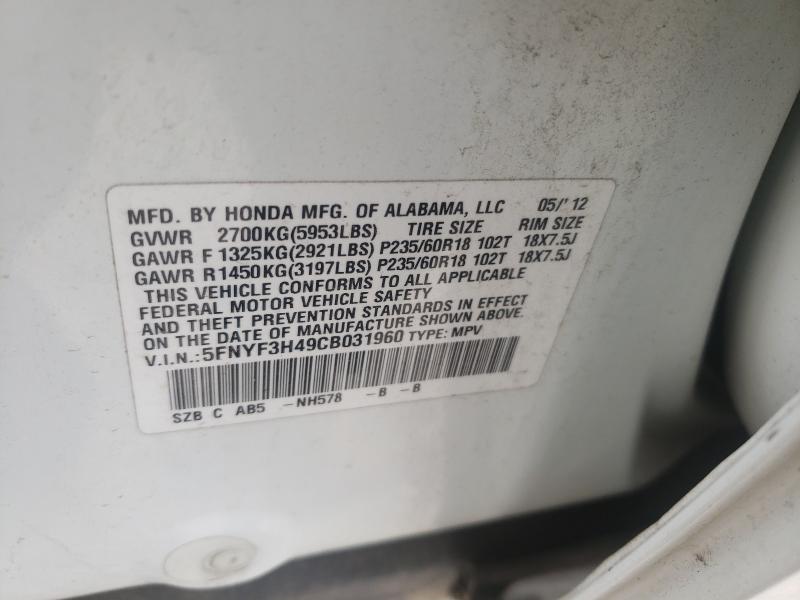 MFD. BY HONDA MFG. OF ALABAMA, LLC 05/'12
GVWR 2700KG(5953LBS) TIRE SIZE RIM SIZE
GAWR F 1325KG(2921LBS) P235/60R18 102T 18X7.5J
GAWR R1450KG(3197LBS) P235/60R18 102T 18X7.5J
THIS VEHICLE CONFORMS TO ALL APPLICABLE
FEDERAL MOTOR VEHICLE SAFETY
AND THEFT PREVENTION STANDARDS IN EFFECT
ON THE DATE OF MANUFACTURE SHOWN ABOVE.
V.I.N.:5FNYF3H49CB031960 TYPE: MPV
SZB C AB5 -NH578 -B -B